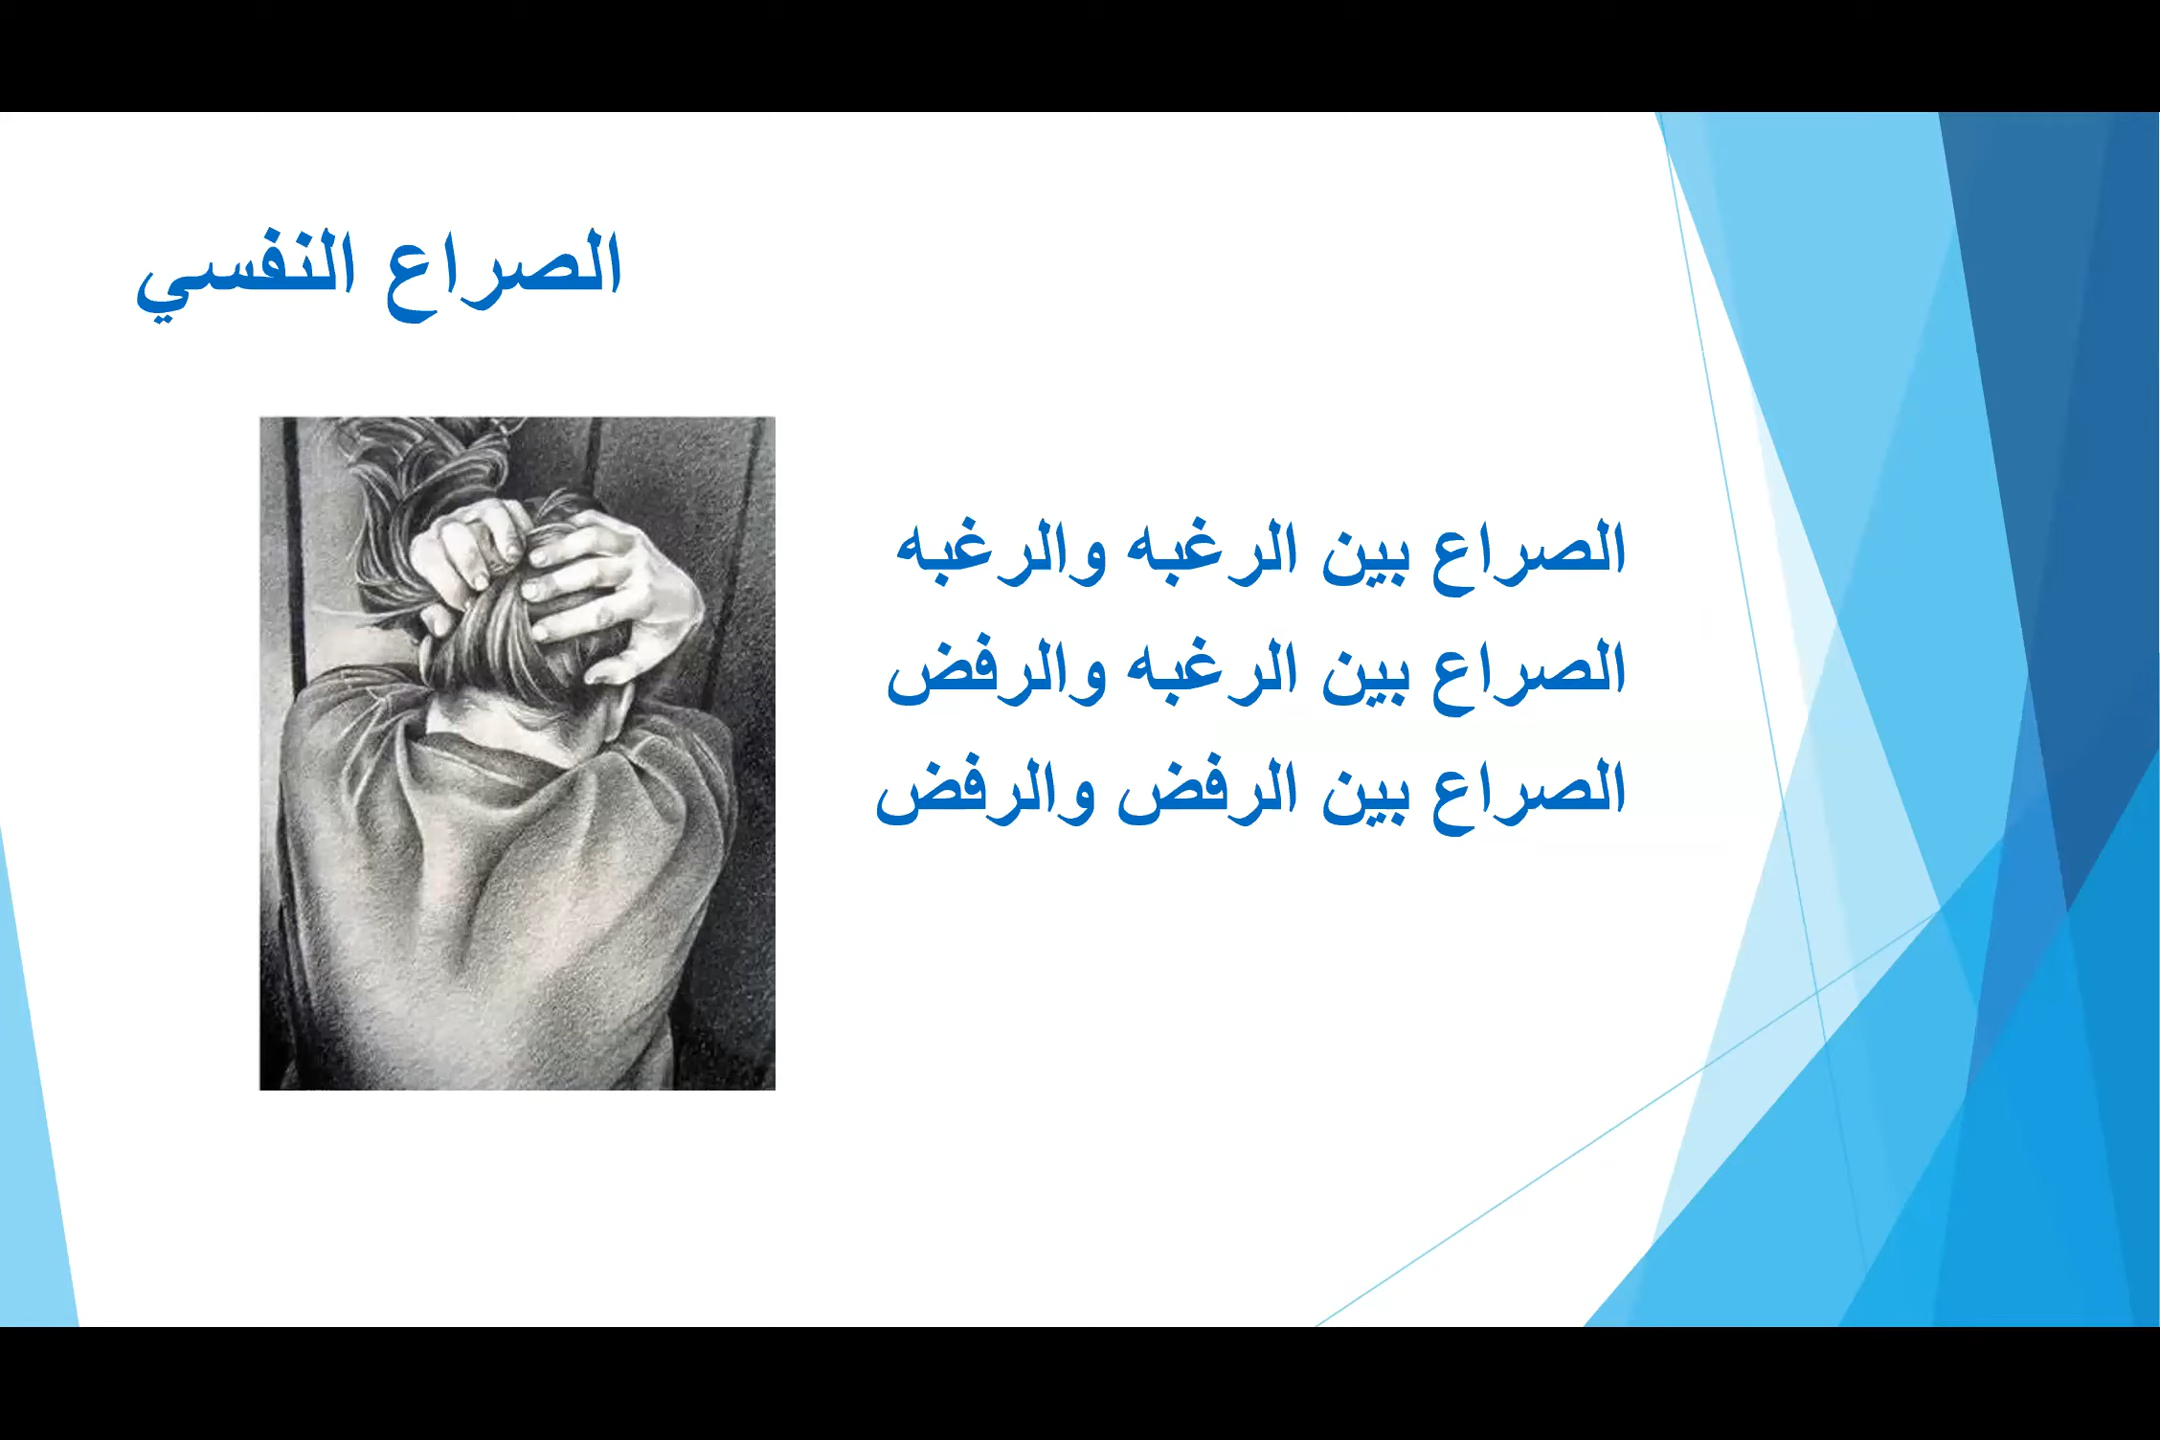 الصراع النفسي
الصراع بين الرغبه والرغبه
الصراع بين الرغبه والرفض
الصراع بين الرفض والرفض